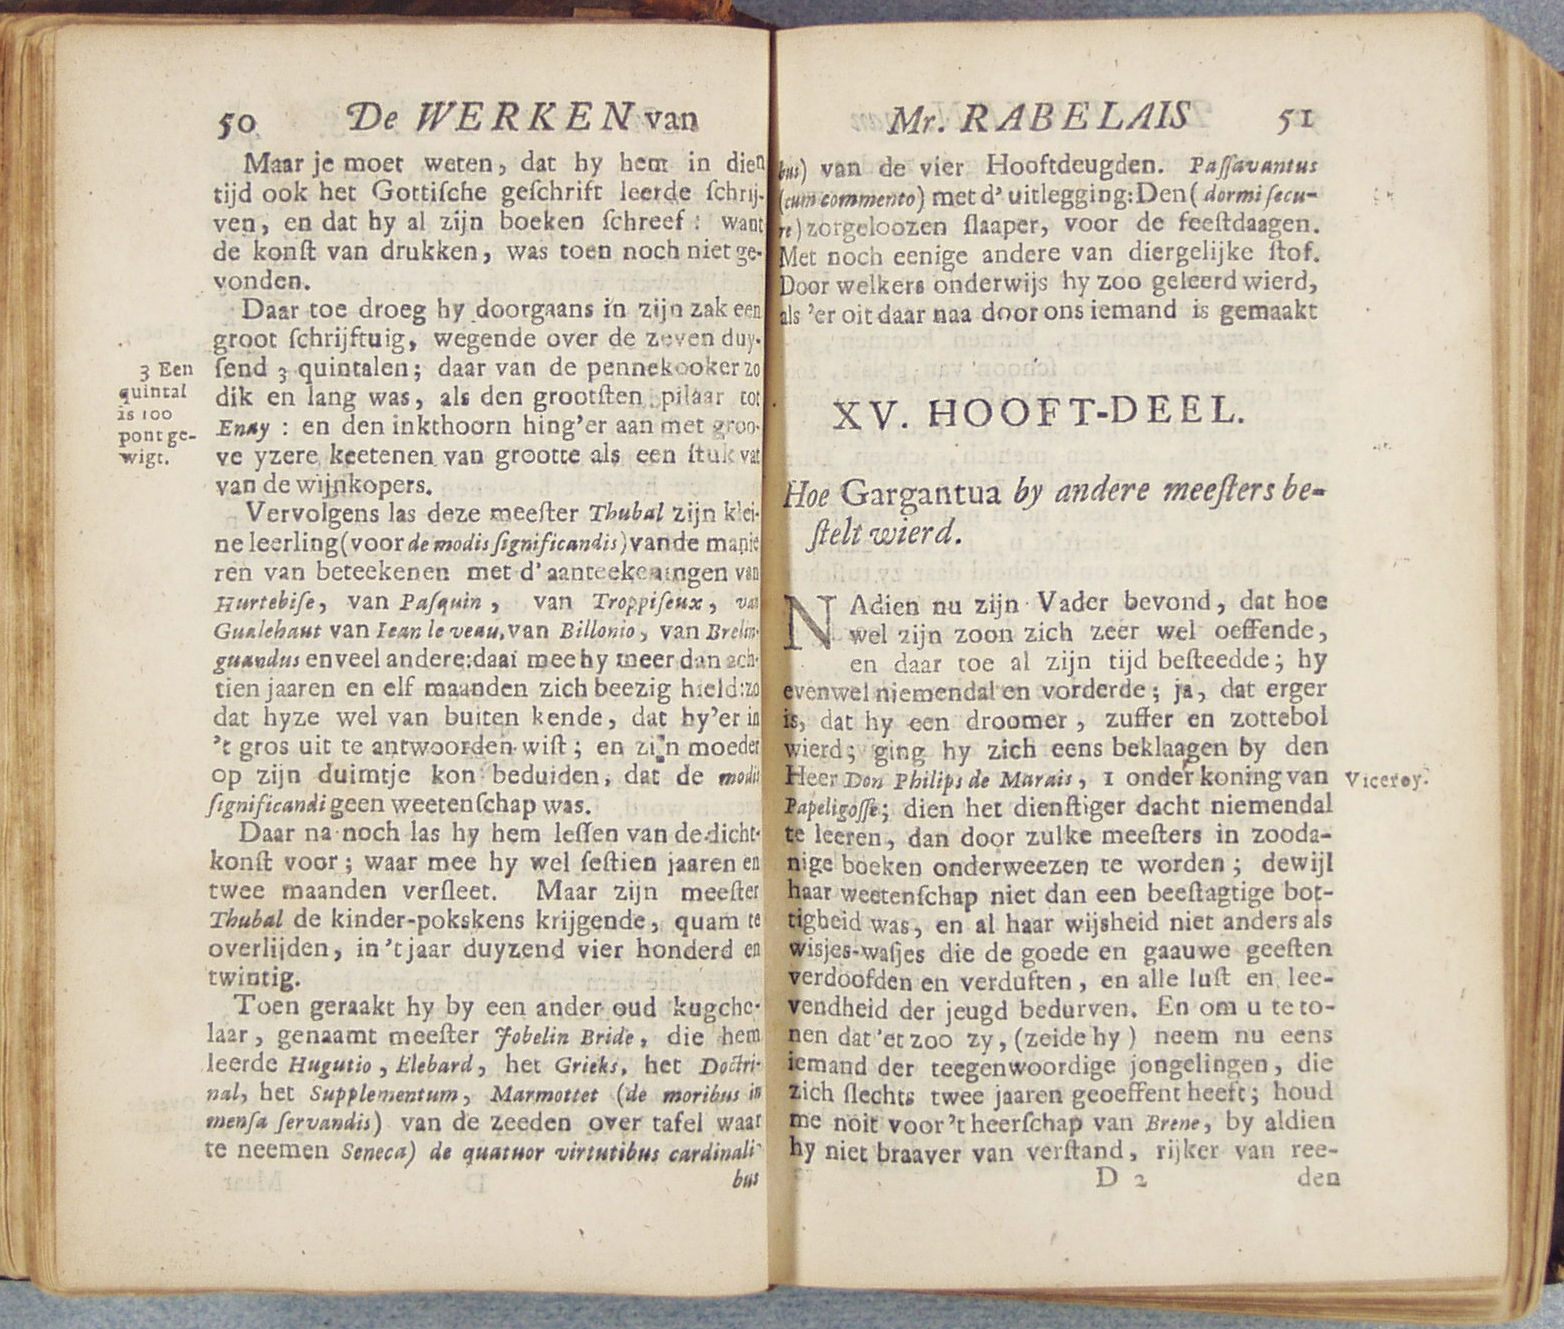 50 De WERKEN van
Maar je moet weten, dat hy hem in dien
tijd ook het Gottiſche geſchrift leerde ſchrij-
ven, en dat hy al zijn boeken ſchreef: want
de konſt van drukken, was toen noch niet ge-
vonden.
Daar toe droeg hy doorgaans in zijn zak een
groot ſchrijftuig, wegende over de zeven duy-
ſend 3 quintalen; daar van de pennekooker zo
dik en lang was, als den grootſten pilaar tot
Enay : en den inkthoorn hing'er aan met groo-
ve yzere keetenen van grootte als een ſtuk vat
van de wijnkopers.
3 Een
quintal
is 100
pont ge-
wigt.
Vervolgens las deze meeſter Thubal zijn klei-
ne leerling (voor de modis ſignificandis) van de manie
ren van beteekenen met d' aanteekeningen van
Hurtebiſe, van Paſquin, van Troppiſeux, van
Gualehaut van Iean le veau, van Billonio, van Brelin-
guandus en veel andere: daai mee hy meer dan ach-
tien jaaren en elf maanden zich beezig hield: zo
dat hyze wel van buiten kende, dat hy'er in
't gros uit te antwoorden wiſt; en zijn moeder
op zijn duimtje kon beduiden, dat de modis
ſignificandi geen weetenſchap was.
Daar na noch las hy hem leſſen van de dicht-
konſt voor; waar mee hy wel ſeſtien jaaren en
twee maanden verſleet. Maar zijn meeſter
Thubal de kinder-pokskens krijgende, quam te
overlijden, in 't jaar duyzend vier honderd en
twintig.
Toen geraakt hy by een ander oud kugche-
laar, genaamt meeſter Jobelin Bride, die hem
leerde Hugutio, Elebard, het Grieks, het Doctri-
nal, het Supplementum, Marmottet (de moribus in
menſa ſervandis) van de zeeden over tafel waar
te neemen Seneca) de quatuor virtutibus cardinali-
bus
Mr. RABELAIS 51
bus) van de vier Hooftdeugden. Paſſavantus
(cum commento) met d' uitlegging: Den (dormi ſecu-
re) zorgeloozen ſlaaper, voor de feeſtdaagen.
Met noch eenige andere van diergelijke ſtof.
Door welkers onderwijs hy zoo geleerd wierd,
als 'er oit daar naa door ons iemand is gemaakt
XV. HOOFT-DEEL.
Hoe Gargantua by andere meeſters be-
ſtelt wierd.
NAdien nu zijn Vader bevond, dat hoe
wel zijn zoon zich zeer wel oeffende,
en daar toe al zijn tijd beſteedde; hy
evenwel niemendal en vorderde; ja, dat erger
is, dat hy een droomer, zuffer en zottebol
wierd; ging hy zich eens beklaagen by den
Heer Don Philips de Marais, 1 onder koning van
Papeligoſſe; dien het dienſtiger dacht niemendal
te leeren, dan door zulke meeſters in zooda-
nige boeken onderweezen te worden; dewijl
haar weetenſchap niet dan een beeſtagtige bot-
tigheid was, en al haar wijsheid niet anders als
wisjes-waſjes die de goede en gaauwe geeſten
verdoofden en verduften, en alle luſt en lee-
vendheid der jeugd bedurven. En om u te to-
nen dat 'et zoo zy, (zeide hy) neem nu eens
iemand der teegenwoordige jongelingen, die
zich ſlechts twee jaaren geoeffent heeft; houd
me noit voor 't heerſchap van Brene, by aldien
hy niet braaver van verſtand, rijker van ree-
D 2 den
Viceroy.